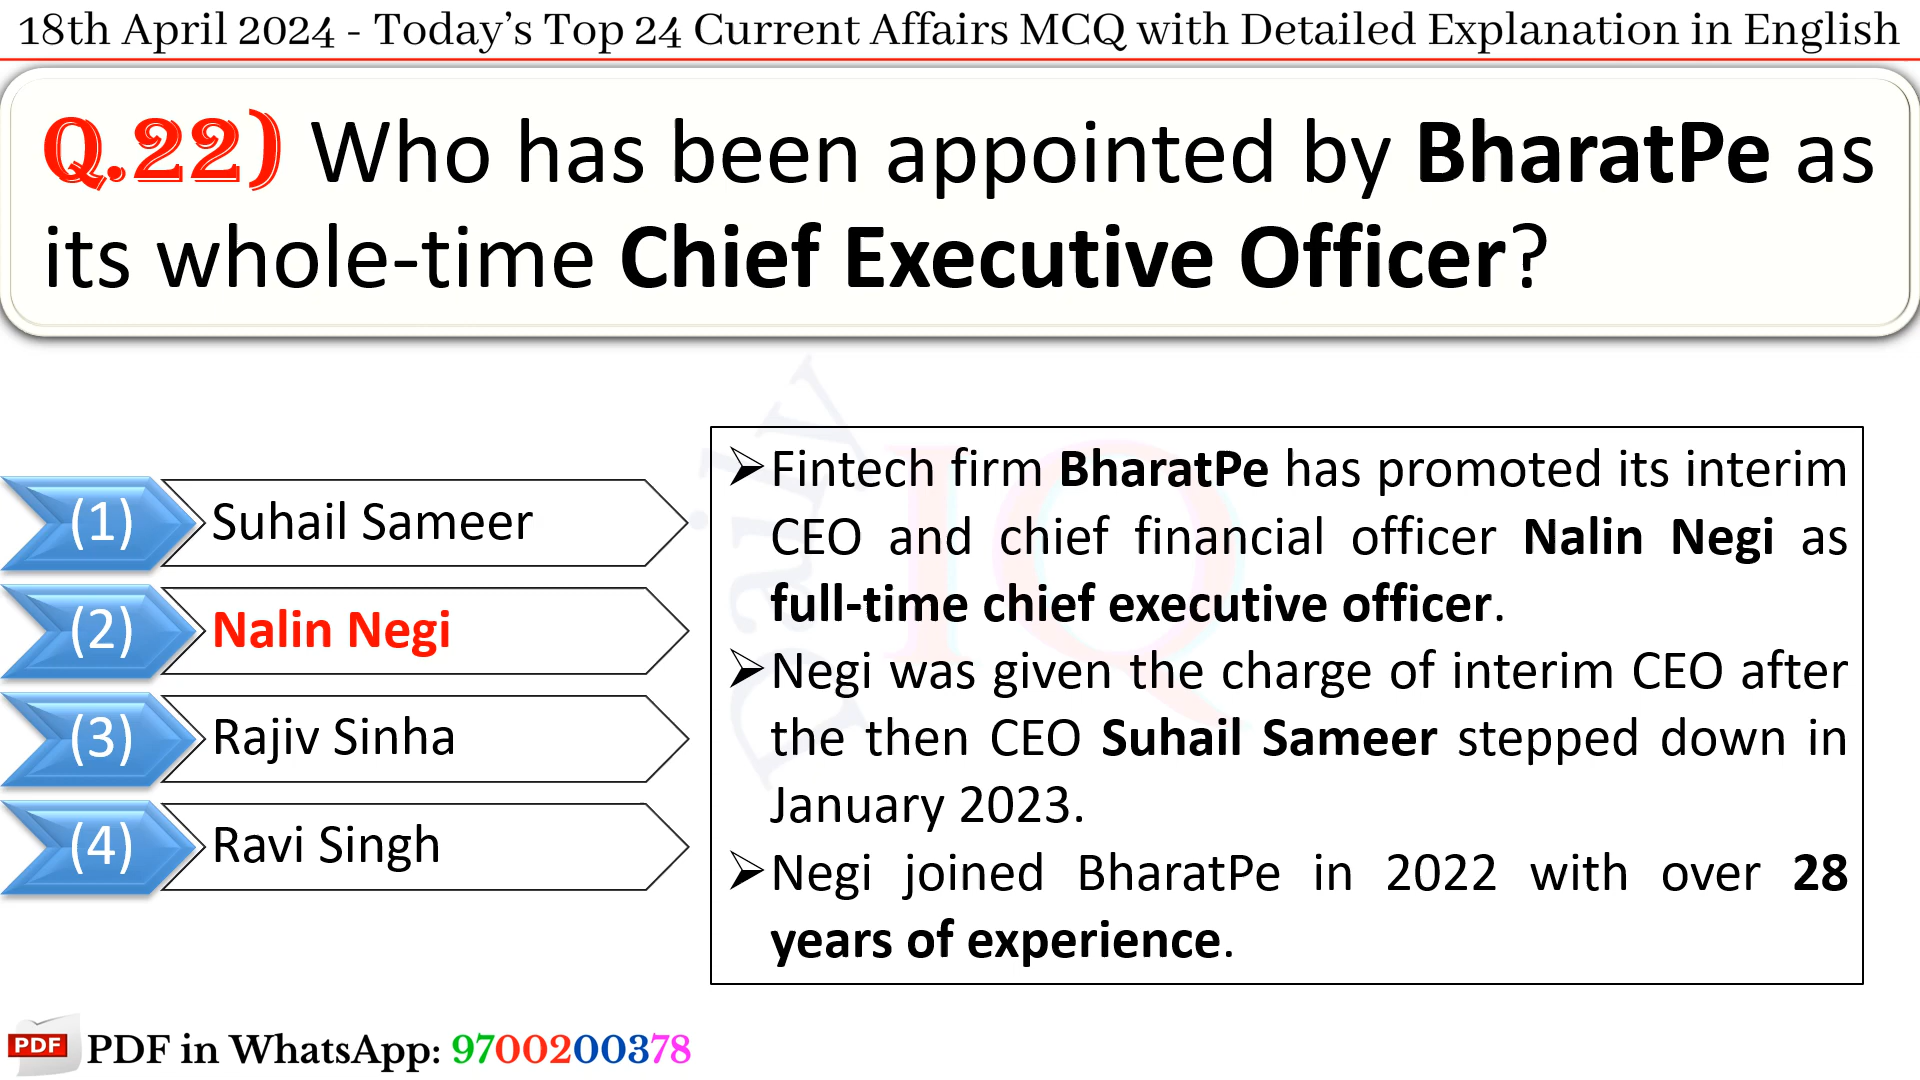 18th April 2024 - Today’s Top 24 Current Affairs MCQ with Detailed Explanation in English
Q.22) Who has been appointed by BharatPe as
its whole-time Chief Executive Officer?
(1) Suhail Sameer
(2) Nalin Negi
(3) Rajiv Sinha
(4) Ravi Singh
➢Fintech firm BharatPe has promoted its interim
CEO and chief financial officer Nalin Negi as
full-time chief executive officer.
➢Negi was given the charge of interim CEO after
the then CEO Suhail Sameer stepped down in
January 2023.
➢Negi joined BharatPe in 2022 with over 28
years of experience.
Daily
IQ
PDF PDF in WhatsApp: 9700200378